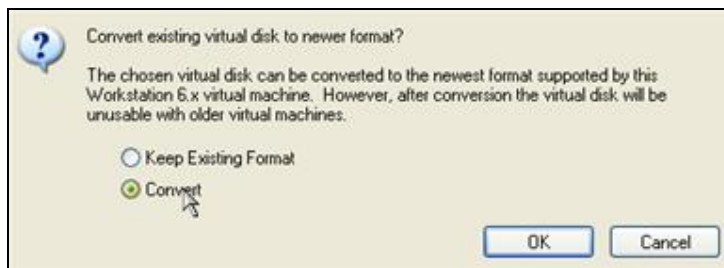 Convert existing virtual disk to newer format?
The chosen virtual disk can be converted to the newest format supported by this
Workstation 6.x virtual machine. However, after conversion the virtual disk will be
unusable with older virtual machines.
Keep Existing Format
Convert
OK Cancel